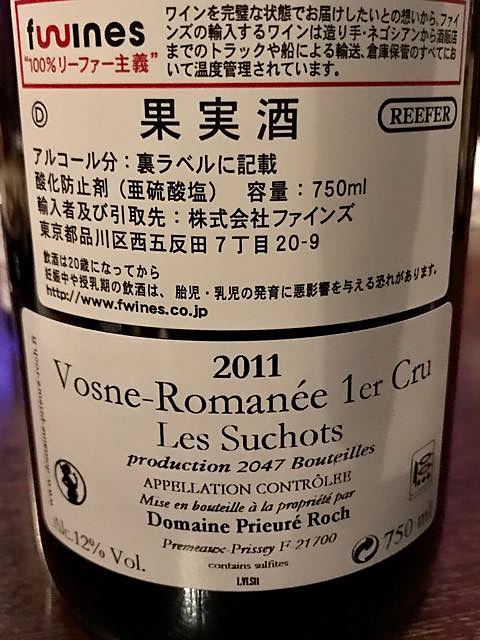 fwines
"100%リーファー主義"
ワインを完璧な状態でお届けしたいとの想いから、ファイ
ンズの輸入するワインは造り手・ネゴシアンから酒販店
までのトラックや船による輸送、倉庫保管のすべてにお
いて温度管理されています。
D
果実酒
REEFER
アルコール分：裏ラベルに記載
酸化防止剤（亜硫酸塩） 容量：750ml
輸入者及び引取先：株式会社ファインズ
東京都品川区西五反田7丁目20-9
飲酒は20歳になってから
妊娠中や授乳期の飲酒は、胎児・乳児の発育に悪影響を与える恐れがあります。
http://www.fwines.co.jp
2011
Vosne-Romanée 1er Cru
Les Suchots
production 2047 Bouteilles
APPELLATION CONTRÔLEE
Mise en bouteille à la propriété par
Domaine Prieuré Roch
Alc.12% Vol.
Premeaux-Prissey F 21700
750 ml
contains sulfites
LVLS11
www.domaine-prieure-roch.fr